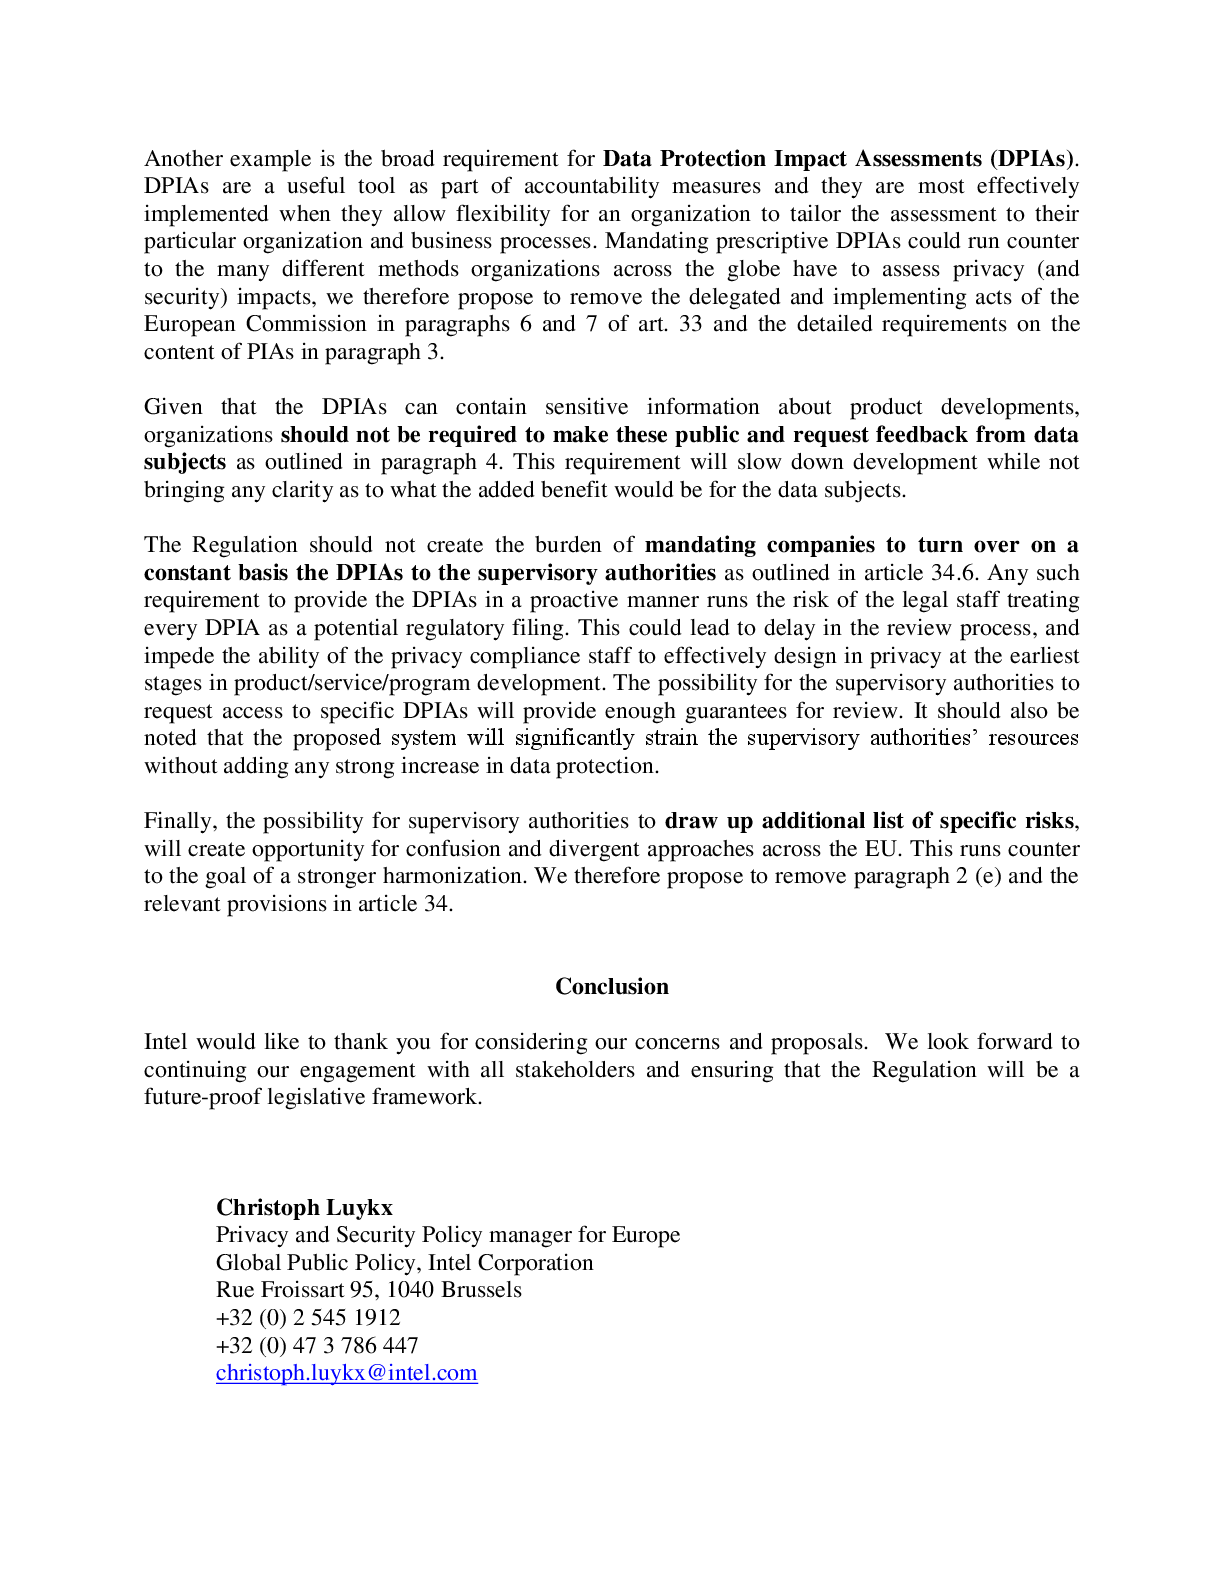 Another example is the broad requirement for Data Protection Impact Assessments (DPIAs).
DPIAs are a useful tool as part of accountability measures and they are most effectively
implemented when they allow flexibility for an organization to tailor the assessment to their
particular organization and business processes. Mandating prescriptive DPIAs could run counter
to the many different methods organizations across the globe have to assess privacy (and
security) impacts, we therefore propose to remove the delegated and implementing acts of the
European Commission in paragraphs 6 and 7 of art. 33 and the detailed requirements on the
content of PIAs in paragraph 3.
Given that the DPIAs can contain sensitive information about product developments,
organizations should not be required to make these public and request feedback from data
subjects as outlined in paragraph 4. This requirement will slow down development while not
bringing any clarity as to what the added benefit would be for the data subjects.
The Regulation should not create the burden of mandating companies to turn over on a
constant basis the DPIAs to the supervisory authorities as outlined in article 34.6. Any such
requirement to provide the DPIAs in a proactive manner runs the risk of the legal staff treating
every DPIA as a potential regulatory filing. This could lead to delay in the review process, and
impede the ability of the privacy compliance staff to effectively design in privacy at the earliest
stages in product/service/program development. The possibility for the supervisory authorities to
request access to specific DPIAs will provide enough guarantees for review. It should also be
noted that the proposed system will significantly strain the supervisory authorities’ resources
without adding any strong increase in data protection.
Finally, the possibility for supervisory authorities to draw up additional list of specific risks,
will create opportunity for confusion and divergent approaches across the EU. This runs counter
to the goal of a stronger harmonization. We therefore propose to remove paragraph 2 (e) and the
relevant provisions in article 34.
Conclusion
Intel would like to thank you for considering our concerns and proposals. We look forward to
continuing our engagement with all stakeholders and ensuring that the Regulation will be a
future-proof legislative framework.
Christoph Luykx
Privacy and Security Policy manager for Europe
Global Public Policy, Intel Corporation
Rue Froissart 95, 1040 Brussels
+32 (0) 2 545 1912
+32 (0) 47 3 786 447
christoph.luykx@intel.com